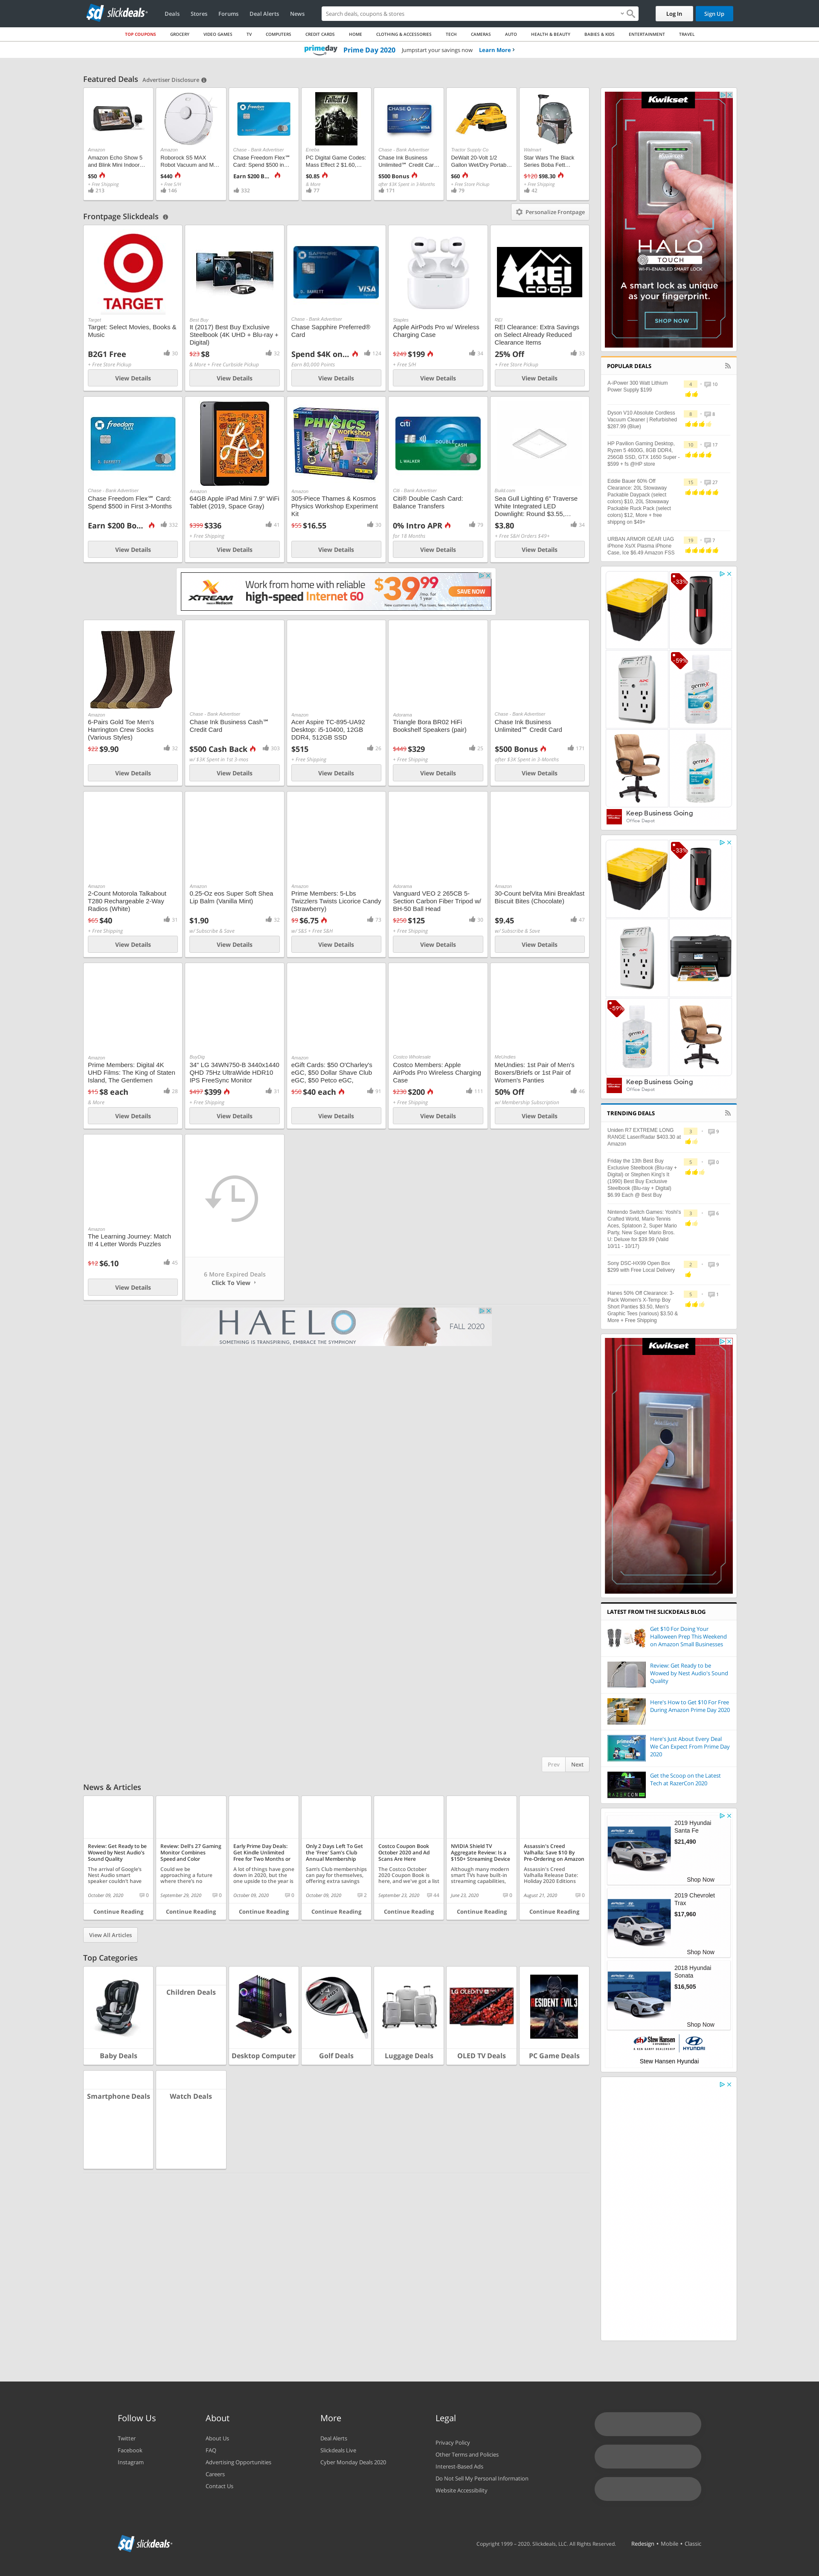 slickdeals
Deals Stores Forums Deal Alerts News
Search deals, coupons & stores
Log In Sign Up
TOP COUPONS GROCERY VIDEO GAMES TV COMPUTERS CREDIT CARDS HOME CLOTHING & ACCESSORIES TECH CAMERAS AUTO HEALTH & BEAUTY BABIES & KIDS ENTERTAINMENT TRAVEL
primeday Prime Day 2020 Jumpstart your savings now Learn More
Featured Deals Advertiser Disclosure
Amazon
Amazon Echo Show 5 and Blink Mini Indoor...
$50
+ Free Shipping
213
Amazon
Roborock S5 MAX Robot Vacuum and M...
$440
+ Free S/H
146
Chase - Bank Advertiser
Chase Freedom Flex℠ Card: Spend $500 in...
Earn $200 B...
332
Eneba
PC Digital Game Codes: Mass Effect 2 $1.60,...
$0.85
& More
77
Chase - Bank Advertiser
Chase Ink Business Unlimited℠ Credit Car...
$500 Bonus
after $3K Spent in 3 Months
171
Tractor Supply Co
DeWalt 20-Volt 1/2 Gallon Wet/Dry Portab...
$60
+ Free Store Pickup
79
Walmart
Star Wars The Black Series Boba Fett...
$120 $98.30
+ Free Shipping
42
Frontpage Slickdeals
Personalize Frontpage
TARGET
Target
Target: Select Movies, Books & Music
B2G1 Free
30
+ Free Store Pickup
View Details
Best Buy
It (2017) Best Buy Exclusive Steelbook (4K UHD + Blu-ray + Digital)
$23 $8
32
& More + Free Curbside Pickup
View Details
Chase - Bank Advertiser
Chase Sapphire Preferred® Card
Spend $4K on...
124
Earn 80,000 Points
View Details
Staples
Apple AirPods Pro w/ Wireless Charging Case
$249 $199
34
+ Free S/H
View Details
REI CO-OP
REI
REI Clearance: Extra Savings on Select Already Reduced Clearance Items
25% Off
33
+ Free Store Pickup
View Details
Chase - Bank Advertiser
Chase Freedom Flex℠ Card: Spend $500 in First 3-Months
Earn $200 Bo...
332
View Details
Amazon
64GB Apple iPad Mini 7.9" WiFi Tablet (2019, Space Gray)
$399 $336
41
+ Free Shipping
View Details
PHYSICS WORKSHOP
Amazon
305-Piece Thames & Kosmos Physics Workshop Experiment Kit
$55 $16.55
30
View Details
Citi - Bank Advertiser
Citi® Double Cash Card: Balance Transfers
0% Intro APR
79
for 18 Months
View Details
Build.com
Sea Gull Lighting 6" Traverse White Integrated LED Downlight: Round $3.55,...
$3.80
34
+ Free S&H Orders $49+
View Details
XTREAM Work from home with reliable high-speed Internet 60 $39.99 SAVE NOW
Amazon
6-Pairs Gold Toe Men's Harrington Crew Socks (Various Styles)
$22 $9.90
32
View Details
Chase - Bank Advertiser
Chase Ink Business Cash℠ Credit Card
$500 Cash Back
303
w/ $3K Spent in 1st 3 mos
View Details
Amazon
Acer Aspire TC-895-UA92 Desktop: i5-10400, 12GB DDR4, 512GB SSD
$515
26
+ Free Shipping
View Details
Adorama
Triangle Bora BR02 HiFi Bookshelf Speakers (pair)
$449 $329
25
+ Free Shipping
View Details
Chase - Bank Advertiser
Chase Ink Business Unlimited℠ Credit Card
$500 Bonus
171
after $3K Spent in 3 Months
View Details
Amazon
2-Count Motorola Talkabout T280 Rechargeable 2-Way Radios (White)
$65 $40
31
+ Free Shipping
View Details
Amazon
0.25-Oz eos Super Soft Shea Lip Balm (Vanilla Mint)
$1.90
32
w/ Subscribe & Save
View Details
Amazon
Prime Members: 5-Lbs Twizzlers Twists Licorice Candy (Strawberry)
$9 $6.75
73
w/ S&S + Free S&H
View Details
Adorama
Vanguard VEO 2 265CB 5-Section Carbon Fiber Tripod w/ BH-50 Ball Head
$250 $125
30
+ Free Shipping
View Details
Amazon
30-Count belVita Mini Breakfast Biscuit Bites (Chocolate)
$9.45
47
w/ Subscribe & Save
View Details
Amazon
Prime Members: Digital 4K UHD Films: The King of Staten Island, The Gentlemen
$15 $8 each
28
& More
View Details
BuyDig
34" LG 34WN750-B 3440x1440 QHD 75Hz UltraWide HDR10 IPS FreeSync Monitor
$497 $399
31
+ Free Shipping
View Details
Amazon
eGift Cards: $50 O'Charley's eGC, $50 Dollar Shave Club eGC, $50 Petco eGC,
$50 $40 each
91
View Details
Costco Wholesale
Costco Members: Apple AirPods Pro Wireless Charging Case
$230 $200
111
+ Free Shipping
View Details
MeUndies
MeUndies: 1st Pair of Men's Boxers/Briefs or 1st Pair of Women's Panties
50% Off
46
w/ Membership Subscription
View Details
Amazon
The Learning Journey: Match It! 4 Letter Words Puzzles
$12 $6.10
45
View Details
6 More Expired Deals
Click To View
HAELO FALL 2020
SOMETHING IS TRANSPIRING, EMBRACE THE SYMPHONY
Prev Next
News & Articles
Review: Get Ready to be Wowed by Nest Audio's Sound Quality
The arrival of Google's Nest Audio smart speaker couldn't have
October 09, 2020 0
Continue Reading
Review: Dell's 27 Gaming Monitor Combines Speed and Color
Could we be approaching a future where there's no
September 29, 2020 0
Continue Reading
Early Prime Day Deals: Get Kindle Unlimited Free for Two Months or
A lot of things have gone down in 2020, but the one upside to the year is
October 09, 2020 0
Continue Reading
Only 2 Days Left To Get the 'Free' Sam's Club Annual Membership
Sam's Club memberships can pay for themselves, offering extra savings
October 09, 2020 2
Continue Reading
Costco Coupon Book October 2020 and Ad Scans Are Here
The Costco October 2020 Coupon Book is here, and we've got a list
September 23, 2020 44
Continue Reading
NVIDIA Shield TV Aggregate Review: Is a $150+ Streaming Device
Although many modern smart TVs have built-in streaming capabilities,
June 23, 2020 0
Continue Reading
Assassin's Creed Valhalla: Save $10 By Pre-Ordering on Amazon
Assassin's Creed Valhalla Release Date: Holiday 2020 Editions
August 21, 2020 0
Continue Reading
View All Articles
Top Categories
Baby Deals
Children Deals
Desktop Computer
Golf Deals
Luggage Deals
OLED TV Deals
PC Game Deals
Smartphone Deals
Watch Deals
Kwikset
HALO TOUCH
WI-FI-ENABLED SMART LOCK
A smart lock as unique as your fingerprint.
SHOP NOW
POPULAR DEALS
A-iPower 300 Watt Lithium Power Supply $199
4 16
Dyson V10 Absolute Cordless Vacuum Cleaner | Refurbished $287.99 (Blue)
8 8
HP Pavilion Gaming Desktop, Ryzen 5 4600G, 8GB DDR4, 256GB SSD, GTX 1650 Super - $599 + fs @HP store
10 17
Eddie Bauer 60% Off Clearance: 20L Stowaway Packable Daypack (select colors) $10, 20L Stowaway Packable Ruck Pack (select colors) $12, More + free shipping on $49+
15 27
URBAN ARMOR GEAR UAG iPhone Xs/X Plasma iPhone Case, Ice $6.49 Amazon FSS
19 7
-33%
-59%
Keep Business Going
Office Depot
-33%
-59%
Keep Business Going
Office Depot
TRENDING DEALS
Uniden R7 EXTREME LONG RANGE Laser/Radar $403.30 at Amazon
3 9
Friday the 13th Best Buy Exclusive Steelbook (Blu-ray + Digital) or Stephen King's It (1990) Best Buy Exclusive Steelbook (Blu-ray + Digital) $6.99 Each @ Best Buy
5 0
Nintendo Switch Games: Yoshi's Crafted World, Mario Tennis Aces, Splatoon 2, Super Mario Party, New Super Mario Bros. U: Deluxe for $39.99 (Valid 10/11 - 10/17)
3 6
Sony DSC-HX99 Open Box $299 with Free Local Delivery
2 9
Hanes 50% Off Clearance: 3-Pack Women's X-Temp Boy Short Panties $3.50, Men's Graphic Tees (various) $3.50 & More + Free Shipping
5 1
Kwikset
LATEST FROM THE SLICKDEALS BLOG
Get $10 For Doing Your Halloween Prep This Weekend on Amazon Small Businesses
Review: Get Ready to be Wowed by Nest Audio's Sound Quality
Here's How to Get $10 For Free During Amazon Prime Day 2020
Here's Just About Every Deal We Can Expect From Prime Day 2020
Get the Scoop on the Latest Tech at RazerCon 2020
2019 Hyundai Santa Fe
$21,490
Shop Now
2019 Chevrolet Trax
$17,960
Shop Now
2018 Hyundai Sonata
$16,505
Shop Now
Stew Hansen HYUNDAI
Stew Hansen Hyundai
Follow Us
Twitter
Facebook
Instagram
About
About Us
FAQ
Advertising Opportunities
Careers
Contact Us
More
Deal Alerts
Slickdeals Live
Cyber Monday Deals 2020
Legal
Privacy Policy
Other Terms and Policies
Interest-Based Ads
Do Not Sell My Personal Information
Website Accessibility
slickdeals
Copyright 1999 – 2020. Slickdeals, LLC. All Rights Reserved. Redesign • Mobile • Classic